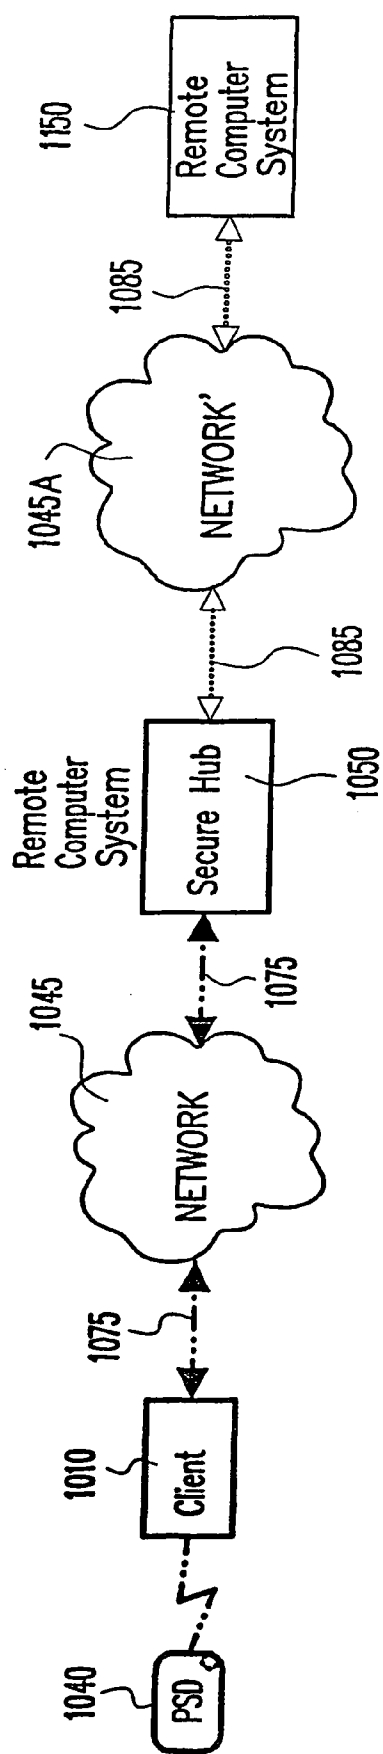 1040
PSD
1010
Client
1075
1045
NETWORK
1075
Remote
Computer
System
Secure Hub
1050
1085
1045A
NETWORK'
1085
1150
Remote
Computer
System